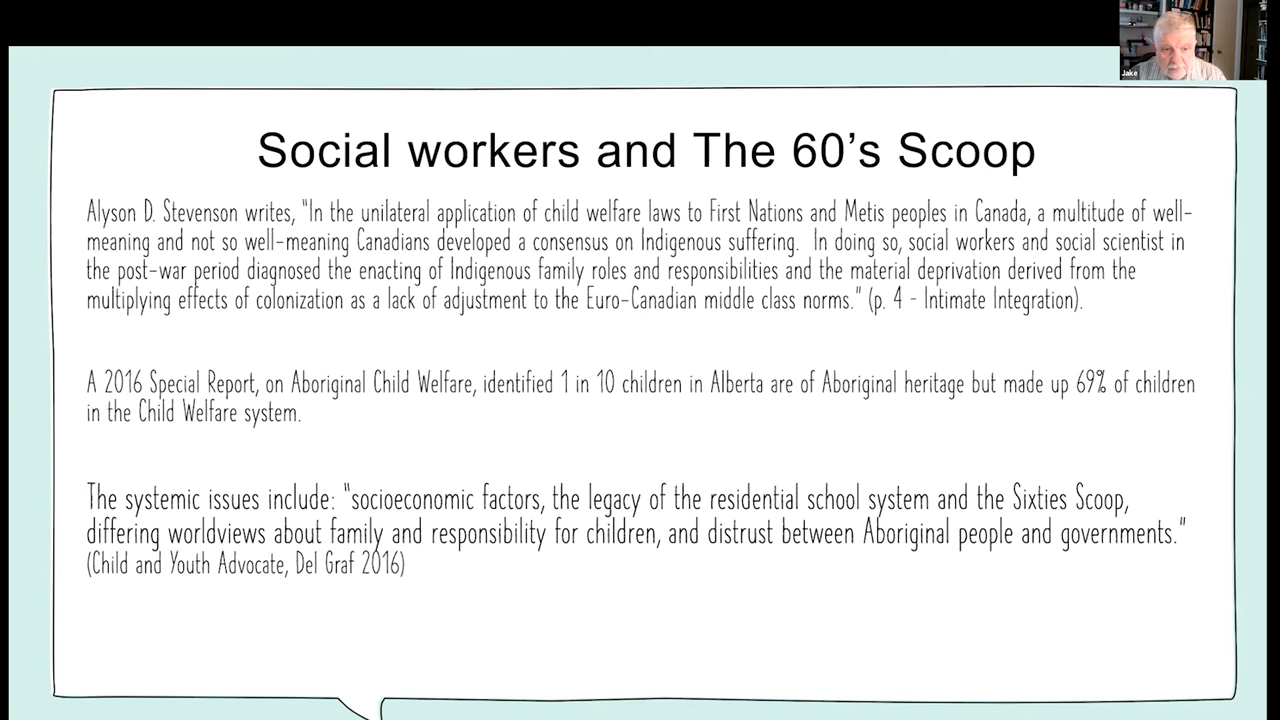 Jake
Social workers and The 60's Scoop
Alyson D. Stevenson writes, "In the unilateral application of child welfare laws to First Nations and Metis peoples in Canada, a multitude of well-
meaning and not so well-meaning Canadians developed a consensus on Indigenous suffering. In doing so, social workers and social scientist in
the post-war period diagnosed the enacting of Indigenous family roles and responsibilities and the material deprivation derived from the
multiplying effects of colonization as a lack of adjustment to the Euro-Canadian middle class norms." (p. 4 - Intimate Integration).
A 2016 Special Report, on Aboriginal Child Welfare, identified 1 in 10 children in Alberta are of Aboriginal heritage but made up 69% of children
in the Child Welfare system.
The systemic issues include: "socioeconomic factors, the legacy of the residential school system and the Sixties Scoop,
differing worldviews about family and responsibility for children, and distrust between Aboriginal people and governments."
(Child and Youth Advocate, Del Graf 2016)